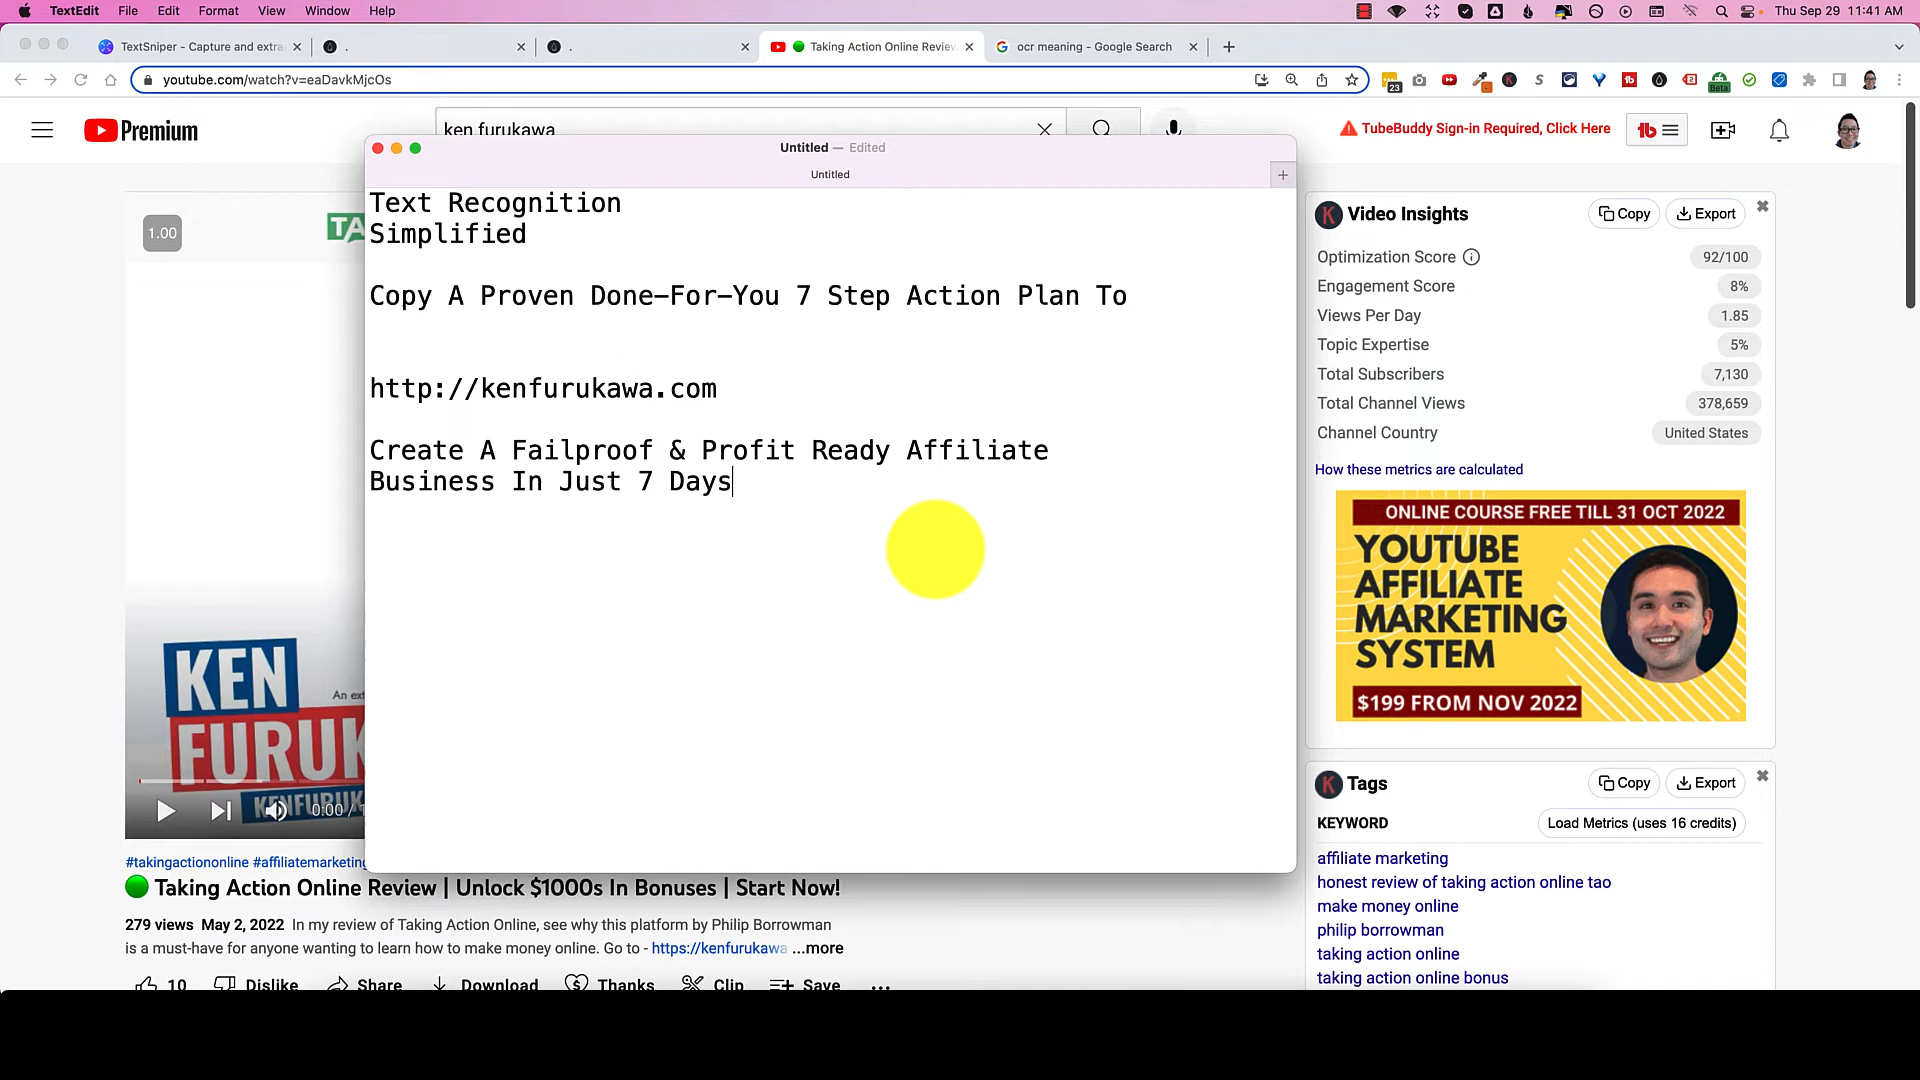 TextEdit File Edit Format View Window Help Thu Sep 29 11:41 AM
TextSniper - Capture and extra . . Taking Action Online Review ocr meaning - Google Search
youtube.com/watch?v=eaDavkMjcOs 23 Beta
Premium ken furukawa TubeBuddy Sign-in Required, Click Here tb
Untitled — Edited
Untitled
1.00
TA
Text Recognition
Simplified
Copy A Proven Done-For-You 7 Step Action Plan To
http://kenfurukawa.com
Create A Failproof & Profit Ready Affiliate
Business In Just 7 Days
KEN
An
FURUK
KENFURUKA
0:00 /
#takingactiononline #affiliatemarketing
Taking Action Online Review | Unlock $1000s In Bonuses | Start Now!
279 views May 2, 2022 In my review of Taking Action Online, see why this platform by Philip Borrowman
is a must-have for anyone wanting to learn how to make money online. Go to - https://kenfurukawa ...more
10 Dislike Share Download Thanks Clip Save
K Video Insights Copy Export
Optimization Score 92/100
Engagement Score 8%
Views Per Day 1.85
Topic Expertise 5%
Total Subscribers 7,130
Total Channel Views 378,659
Channel Country United States
How these metrics are calculated
ONLINE COURSE FREE TILL 31 OCT 2022
YOUTUBE
AFFILIATE
MARKETING
SYSTEM
$199 FROM NOV 2022
K Tags Copy Export
KEYWORD Load Metrics (uses 16 credits)
affiliate marketing
honest review of taking action online tao
make money online
philip borrowman
taking action online
taking action online bonus